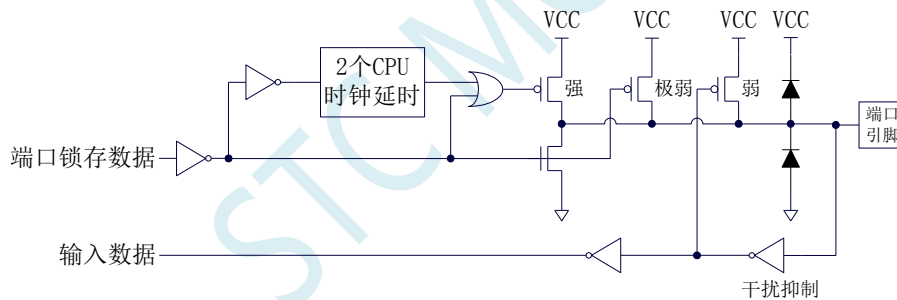 VCC VCC VCC VCC
2个CPU
时钟延时
强
极弱
弱
端口
引脚
端口锁存数据
输入数据
干扰抑制
STC M